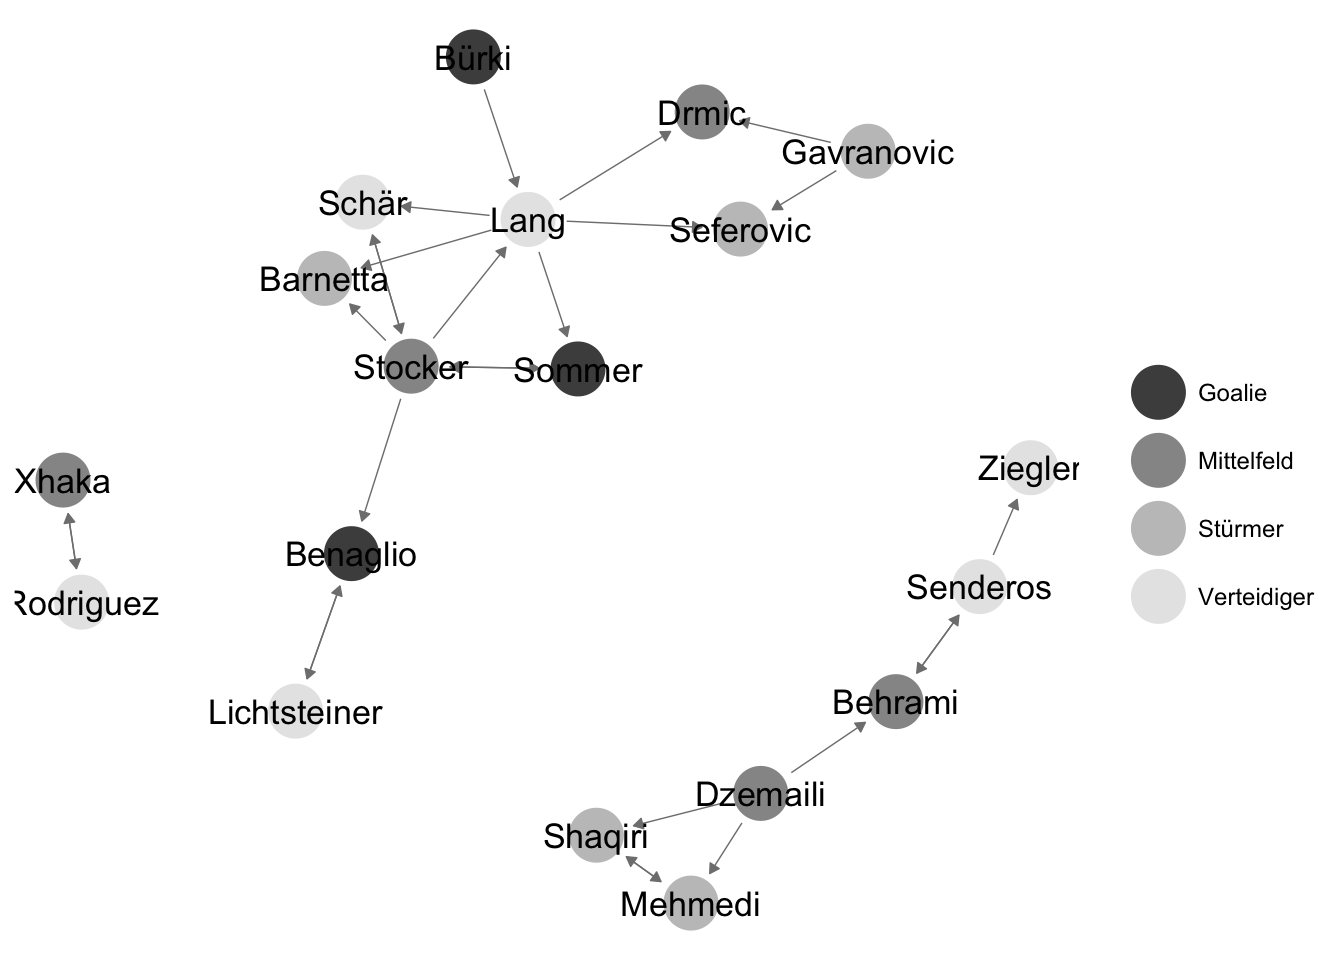 Bürki
Drmic
Gavranovic
Schär
Lang
Seferovic
Barnetta
Stocker
Sommer
Goalie
Mittelfeld
Stürmer
Verteidiger
Xhaka
Ziegler
Benaglio
Rodriguez
Senderos
Lichtsteiner
Behrami
Dzemaili
Shaqiri
Mehmedi